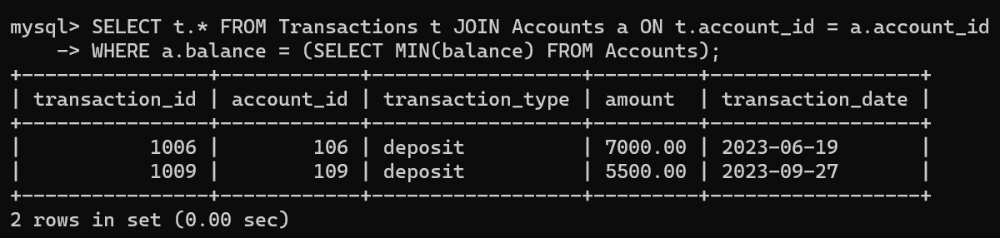 mysql> SELECT t.* FROM Transactions t JOIN Accounts a ON t.account_id = a.account_id
    -> WHERE a.balance = (SELECT MIN(balance) FROM Accounts);
+----------------+------------+------------------+---------+------------------+
| transaction_id | account_id | transaction_type | amount  | transaction_date |
+----------------+------------+------------------+---------+------------------+
|           1006 |        106 | deposit          | 7000.00 | 2023-06-19       |
|           1009 |        109 | deposit          | 5500.00 | 2023-09-27       |
+----------------+------------+------------------+---------+------------------+
2 rows in set (0.00 sec)